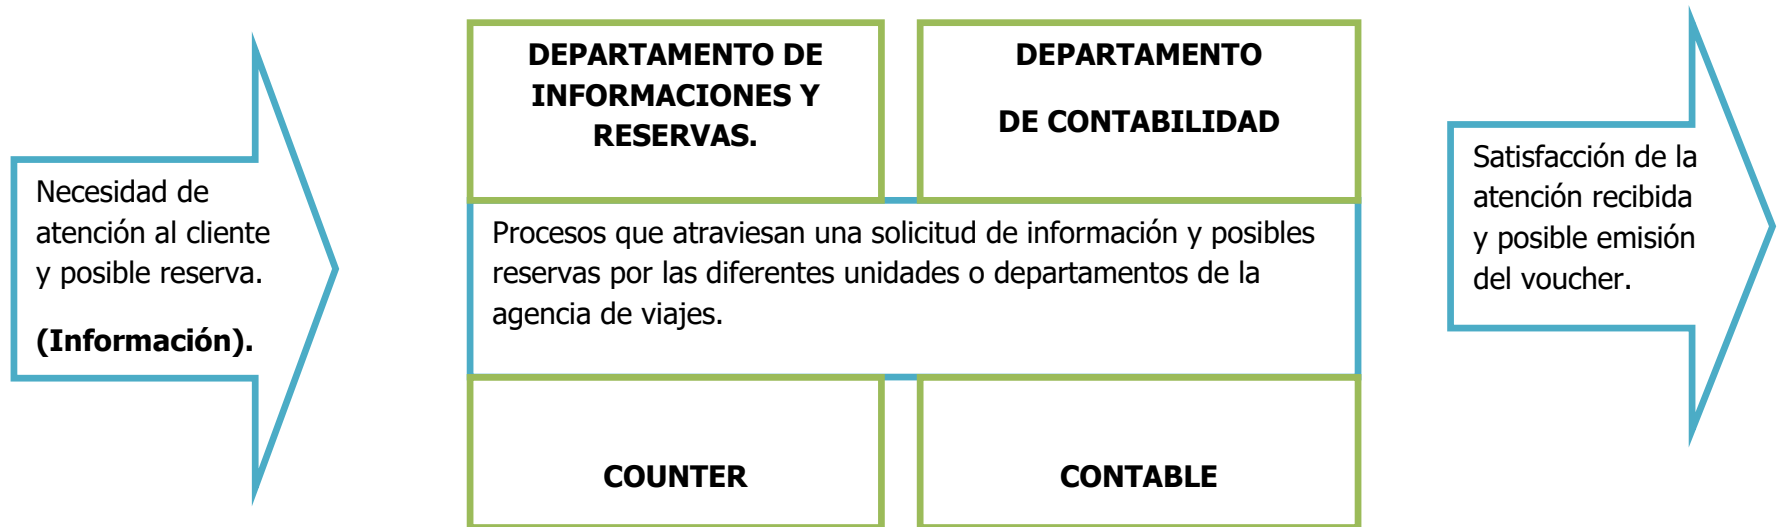 Necesidad de
atención al cliente
y posible reserva.
(Información).
DEPARTAMENTO DE
INFORMACIONES Y
RESERVAS.
DEPARTAMENTO
DE CONTABILIDAD
Procesos que atraviesan una solicitud de información y posibles
reservas por las diferentes unidades o departamentos de la
agencia de viajes.
COUNTER
CONTABLE
Satisfacción de la
atención recibida
y posible emisión
del voucher.